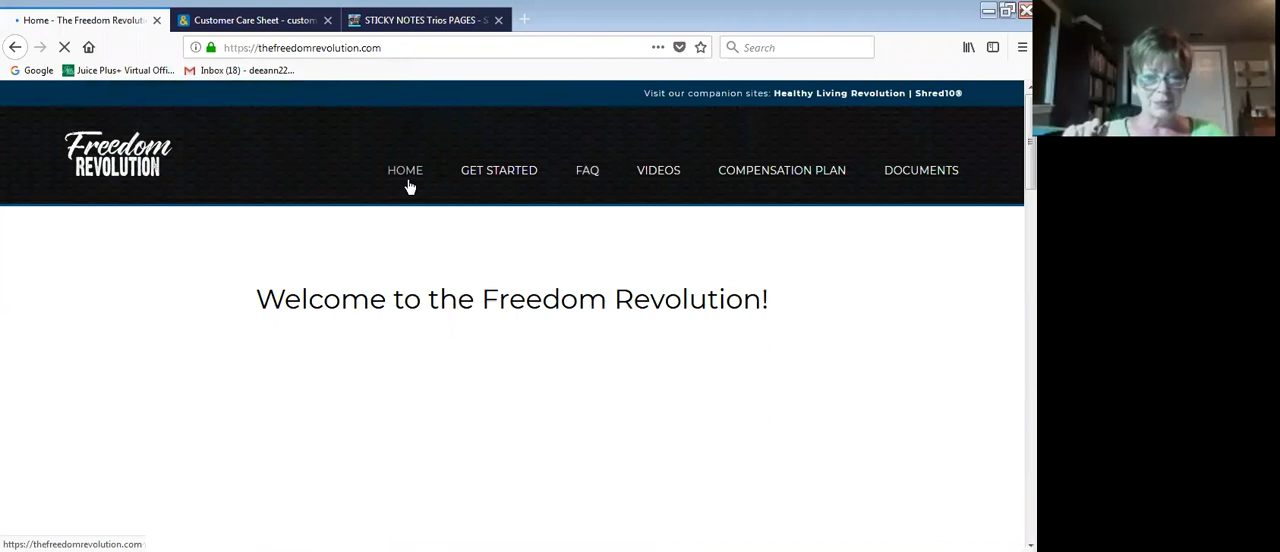 Home - The Freedom Revoluti
Customer Care Sheet - custom
STICKY NOTES Trios PAGES - S
https://thefreedomrevolution.com
Search
Google
Juice Plus+ Virtual Offi...
Inbox (18) - deeann22...
Visit our companion sites: Healthy Living Revolution | Shred10®
Freedom
REVOLUTION
HOME
GET STARTED
FAQ
VIDEOS
COMPENSATION PLAN
DOCUMENTS
Welcome to the Freedom Revolution!
https://thefreedomrevolution.com